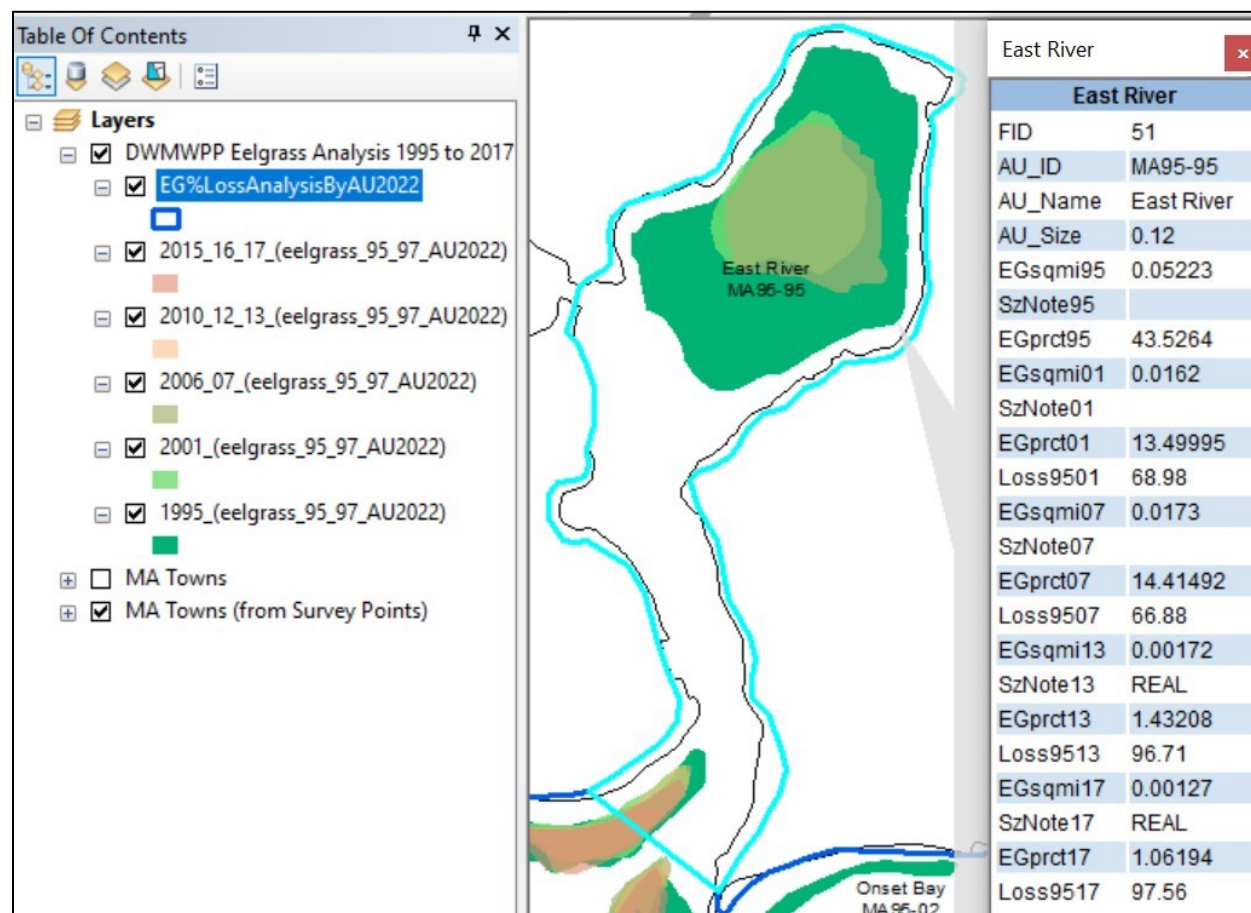 Table Of Contents
Layers
DWMWPP Eelgrass Analysis 1995 to 2017
EG%LossAnalysisByAU2022
2015_16_17_(eelgrass_95_97_AU2022)
2010_12_13_(eelgrass_95_97_AU2022)
2006_07_(eelgrass_95_97_AU2022)
2001_(eelgrass_95_97_AU2022)
1995_(eelgrass_95_97_AU2022)
MA Towns
MA Towns (from Survey Points)
East River
MA95-95
Onset Bay
MA95-02
East River
East River
FID 51
AU_ID MA95-95
AU_Name East River
AU_Size 0.12
EGsqmi95 0.05223
SzNote95
EGprct95 43.5264
EGsqmi01 0.0162
SzNote01
EGprct01 13.49995
Loss9501 68.98
EGsqmi07 0.0173
SzNote07
EGprct07 14.41492
Loss9507 66.88
EGsqmi13 0.00172
SzNote13 REAL
EGprct13 1.43208
Loss9513 96.71
EGsqmi17 0.00127
SzNote17 REAL
EGprct17 1.06194
Loss9517 97.56